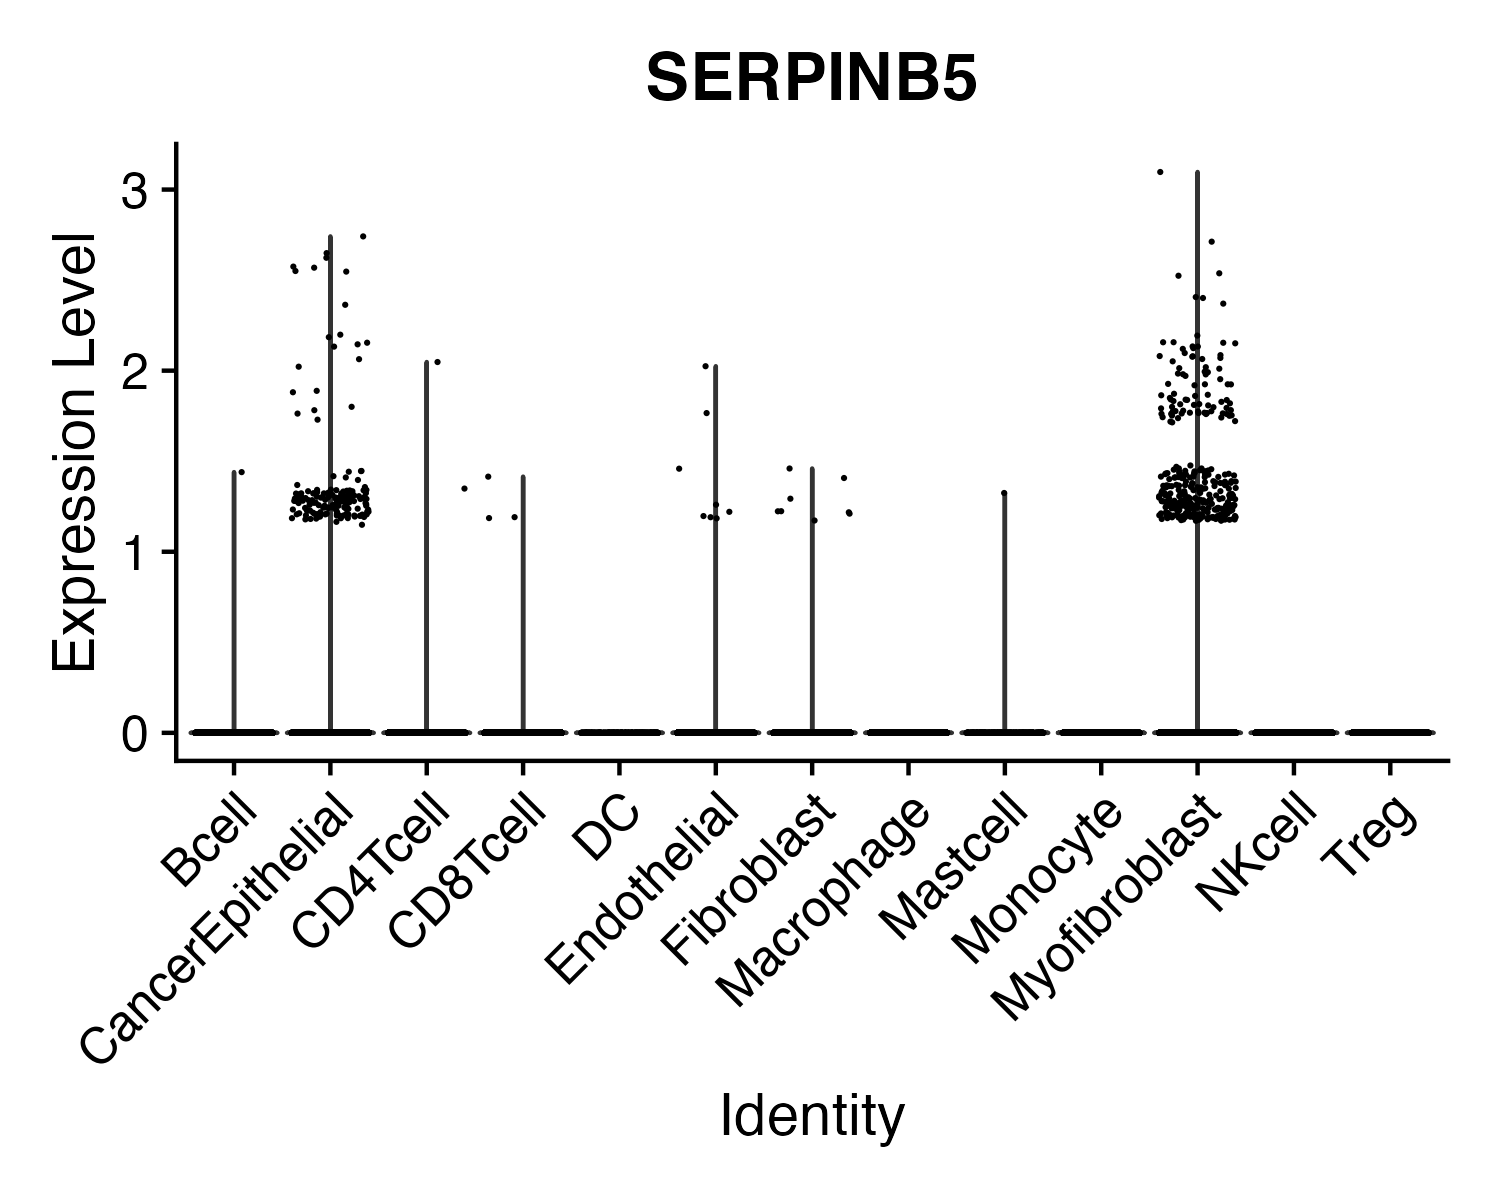 SERPINB5
Expression Level
3
2
1
0
Bcell
CancerEpithelial
CD4Tcell
CD8Tcell
DC
Endothelial
Fibroblast
Macrophage
Mastcell
Monocyte
Myofibroblast
NKcell
Treg
Identity